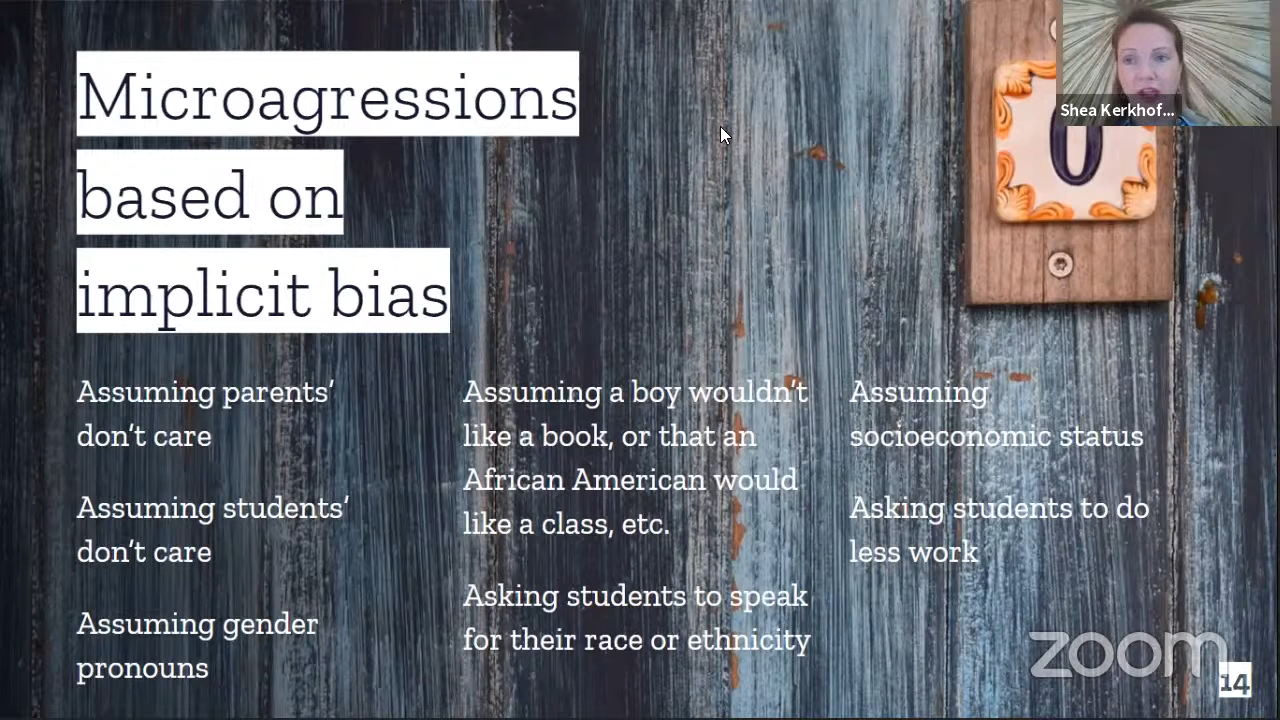 Microagressions
based on
implicit bias
Assuming parents’
don’t care
Assuming students’
don’t care
Assuming gender
pronouns
Assuming a boy wouldn’t
like a book, or that an
African American would
like a class, etc.
Asking students to speak
for their race or ethnicity
Assuming
socioeconomic status
Asking students to do
less work
Shea Kerkhof...
0
zoom
14